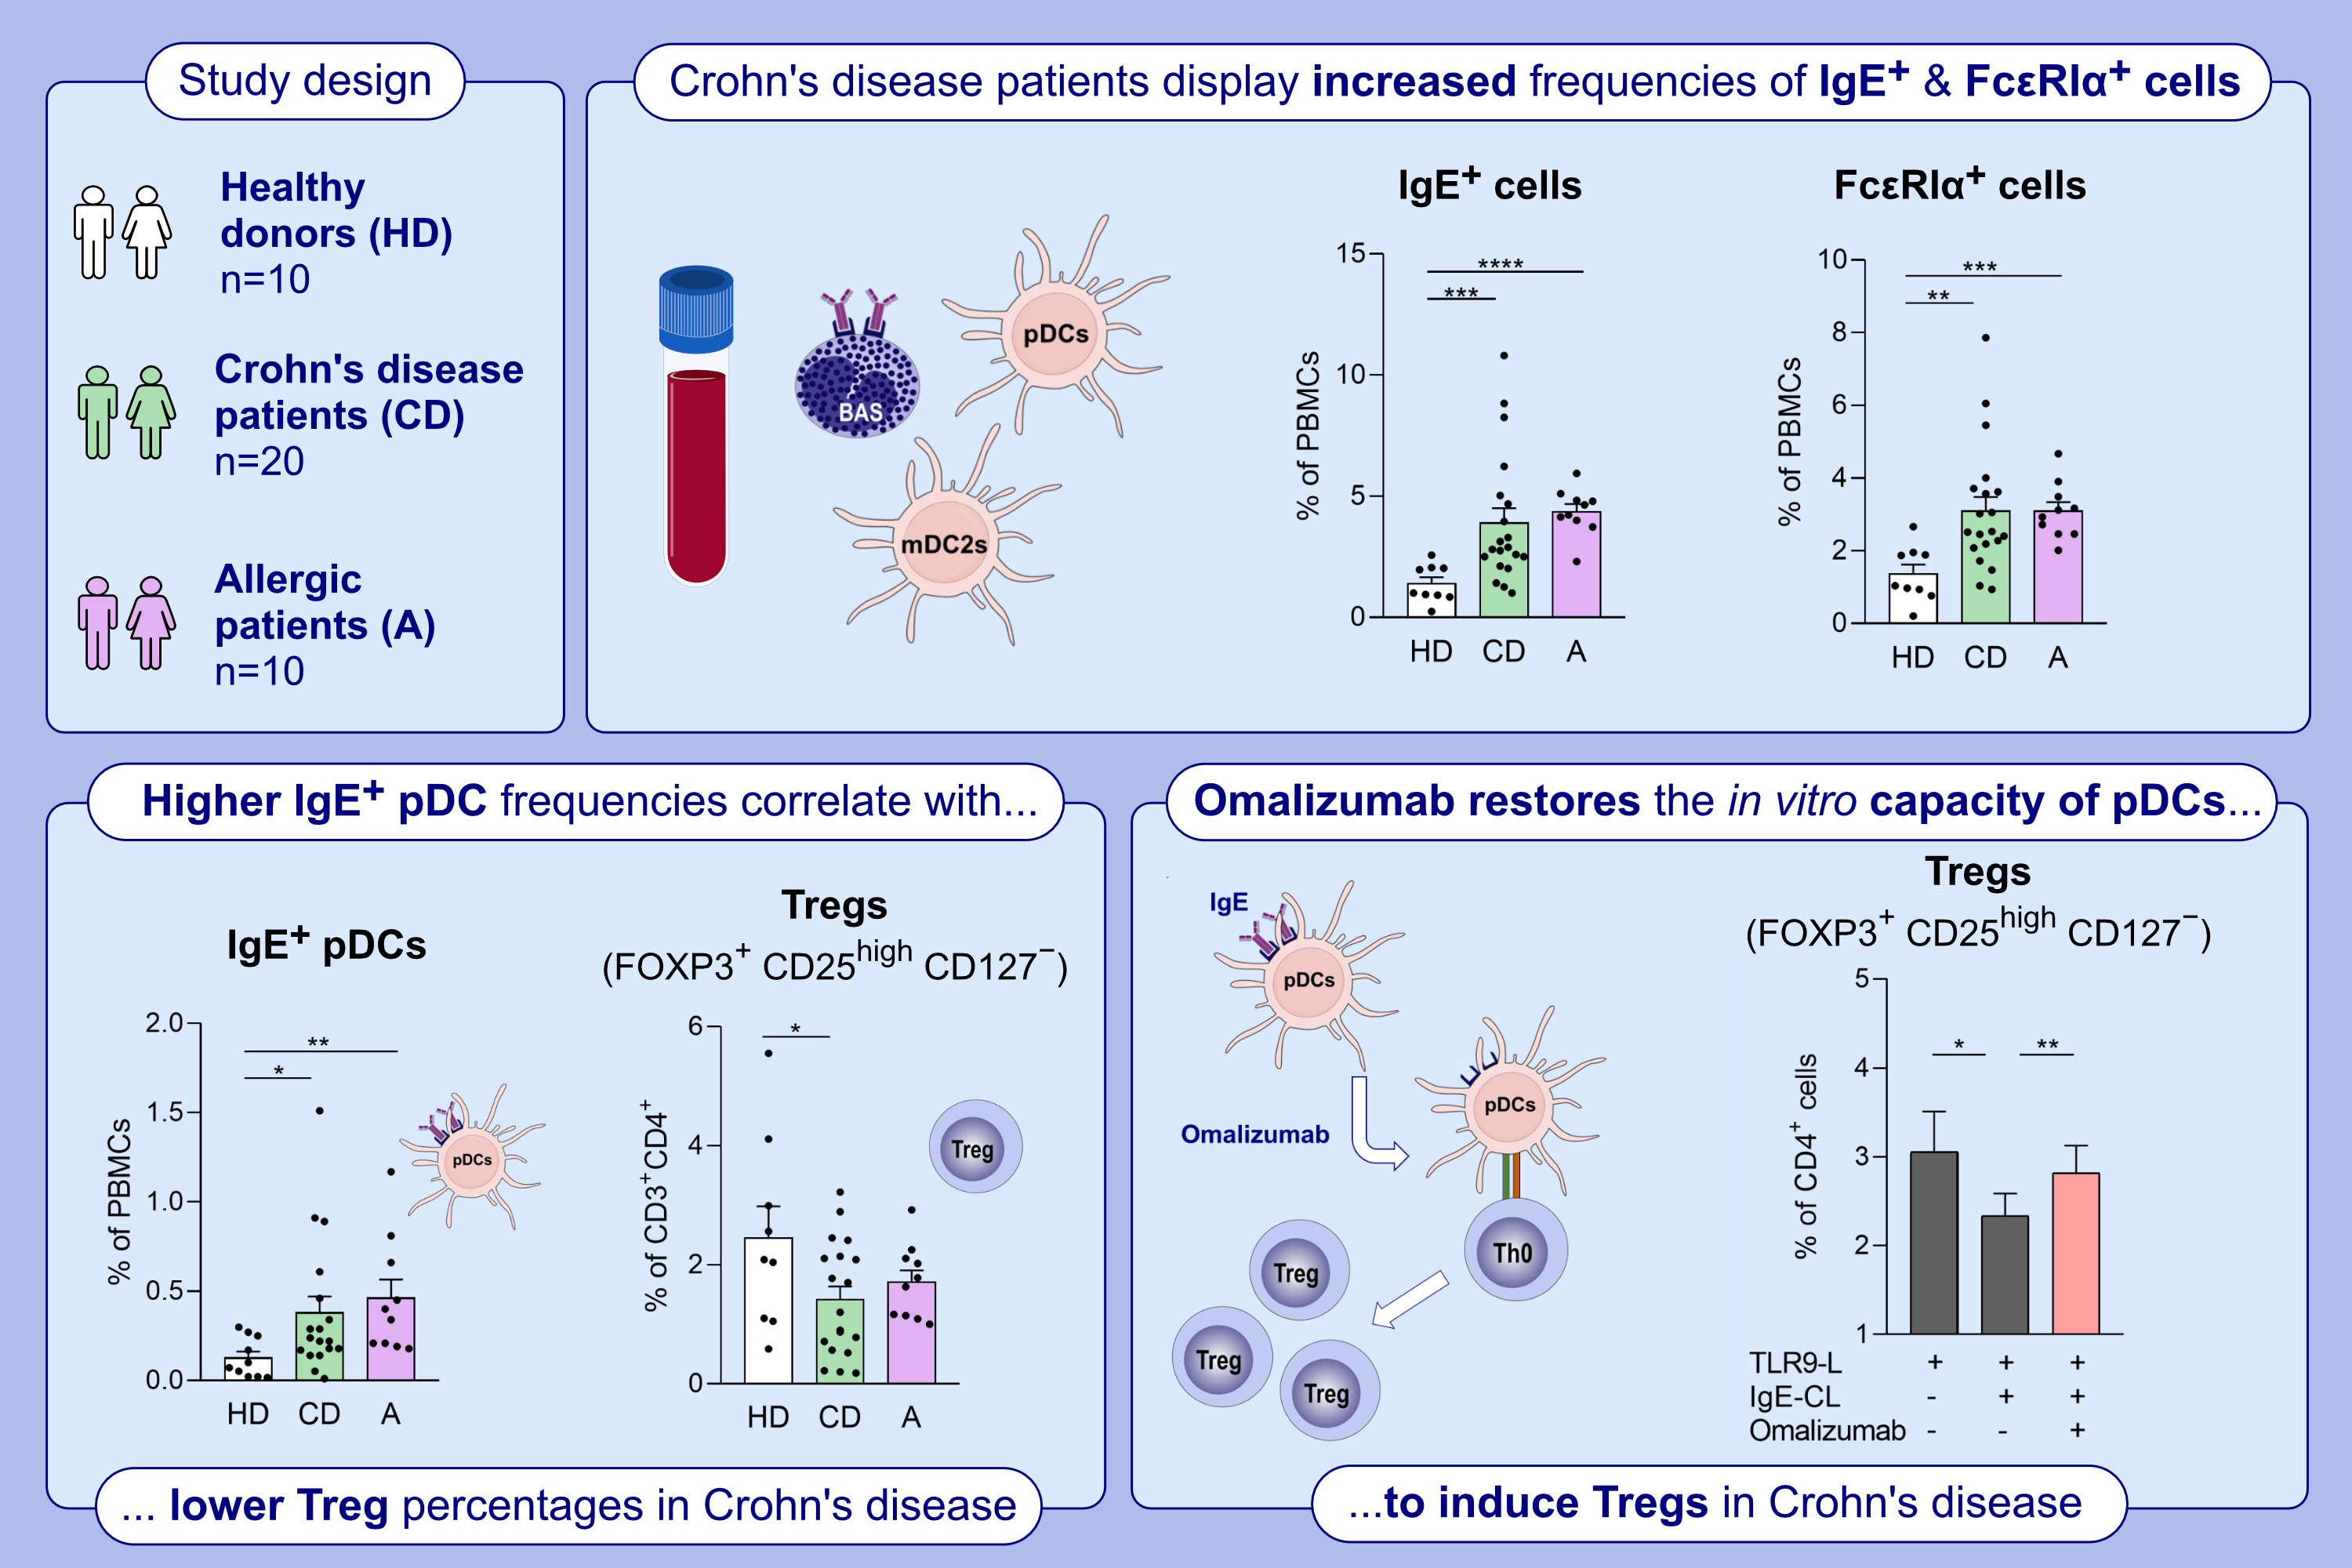 Study design
Healthy
donors (HD)
n=10
Crohn's disease
patients (CD)
n=20
Allergic
patients (A)
n=10
Crohn's disease patients display increased frequencies of IgE⁺ & FcεRIα⁺ cells
BAS
pDCs
mDC2s
IgE⁺ cells
% of PBMCs
15
10
5
0
****
***
HD CD A
FcεRIα⁺ cells
% of PBMCs
10
8
6
4
2
0
***
**
HD CD A
Higher IgE⁺ pDC frequencies correlate with...
IgE⁺ pDCs
% of PBMCs
2.0
1.5
1.0
0.5
0.0
**
*
HD CD A
pDCs
Tregs
(FOXP3⁺ CD25ʰⁱᵍʰ CD127⁻)
% of CD3⁺CD4⁺
6
4
2
0
*
HD CD A
Treg
... lower Treg percentages in Crohn's disease
Omalizumab restores the in vitro capacity of pDCs...
IgE
pDCs
Omalizumab
pDCs
Th0
Treg
Treg
Treg
Tregs
(FOXP3⁺ CD25ʰⁱᵍʰ CD127⁻)
% of CD4⁺ cells
5
4
3
2
1
* **
TLR9-L + + +
IgE-CL - + +
Omalizumab - - +
...to induce Tregs in Crohn's disease